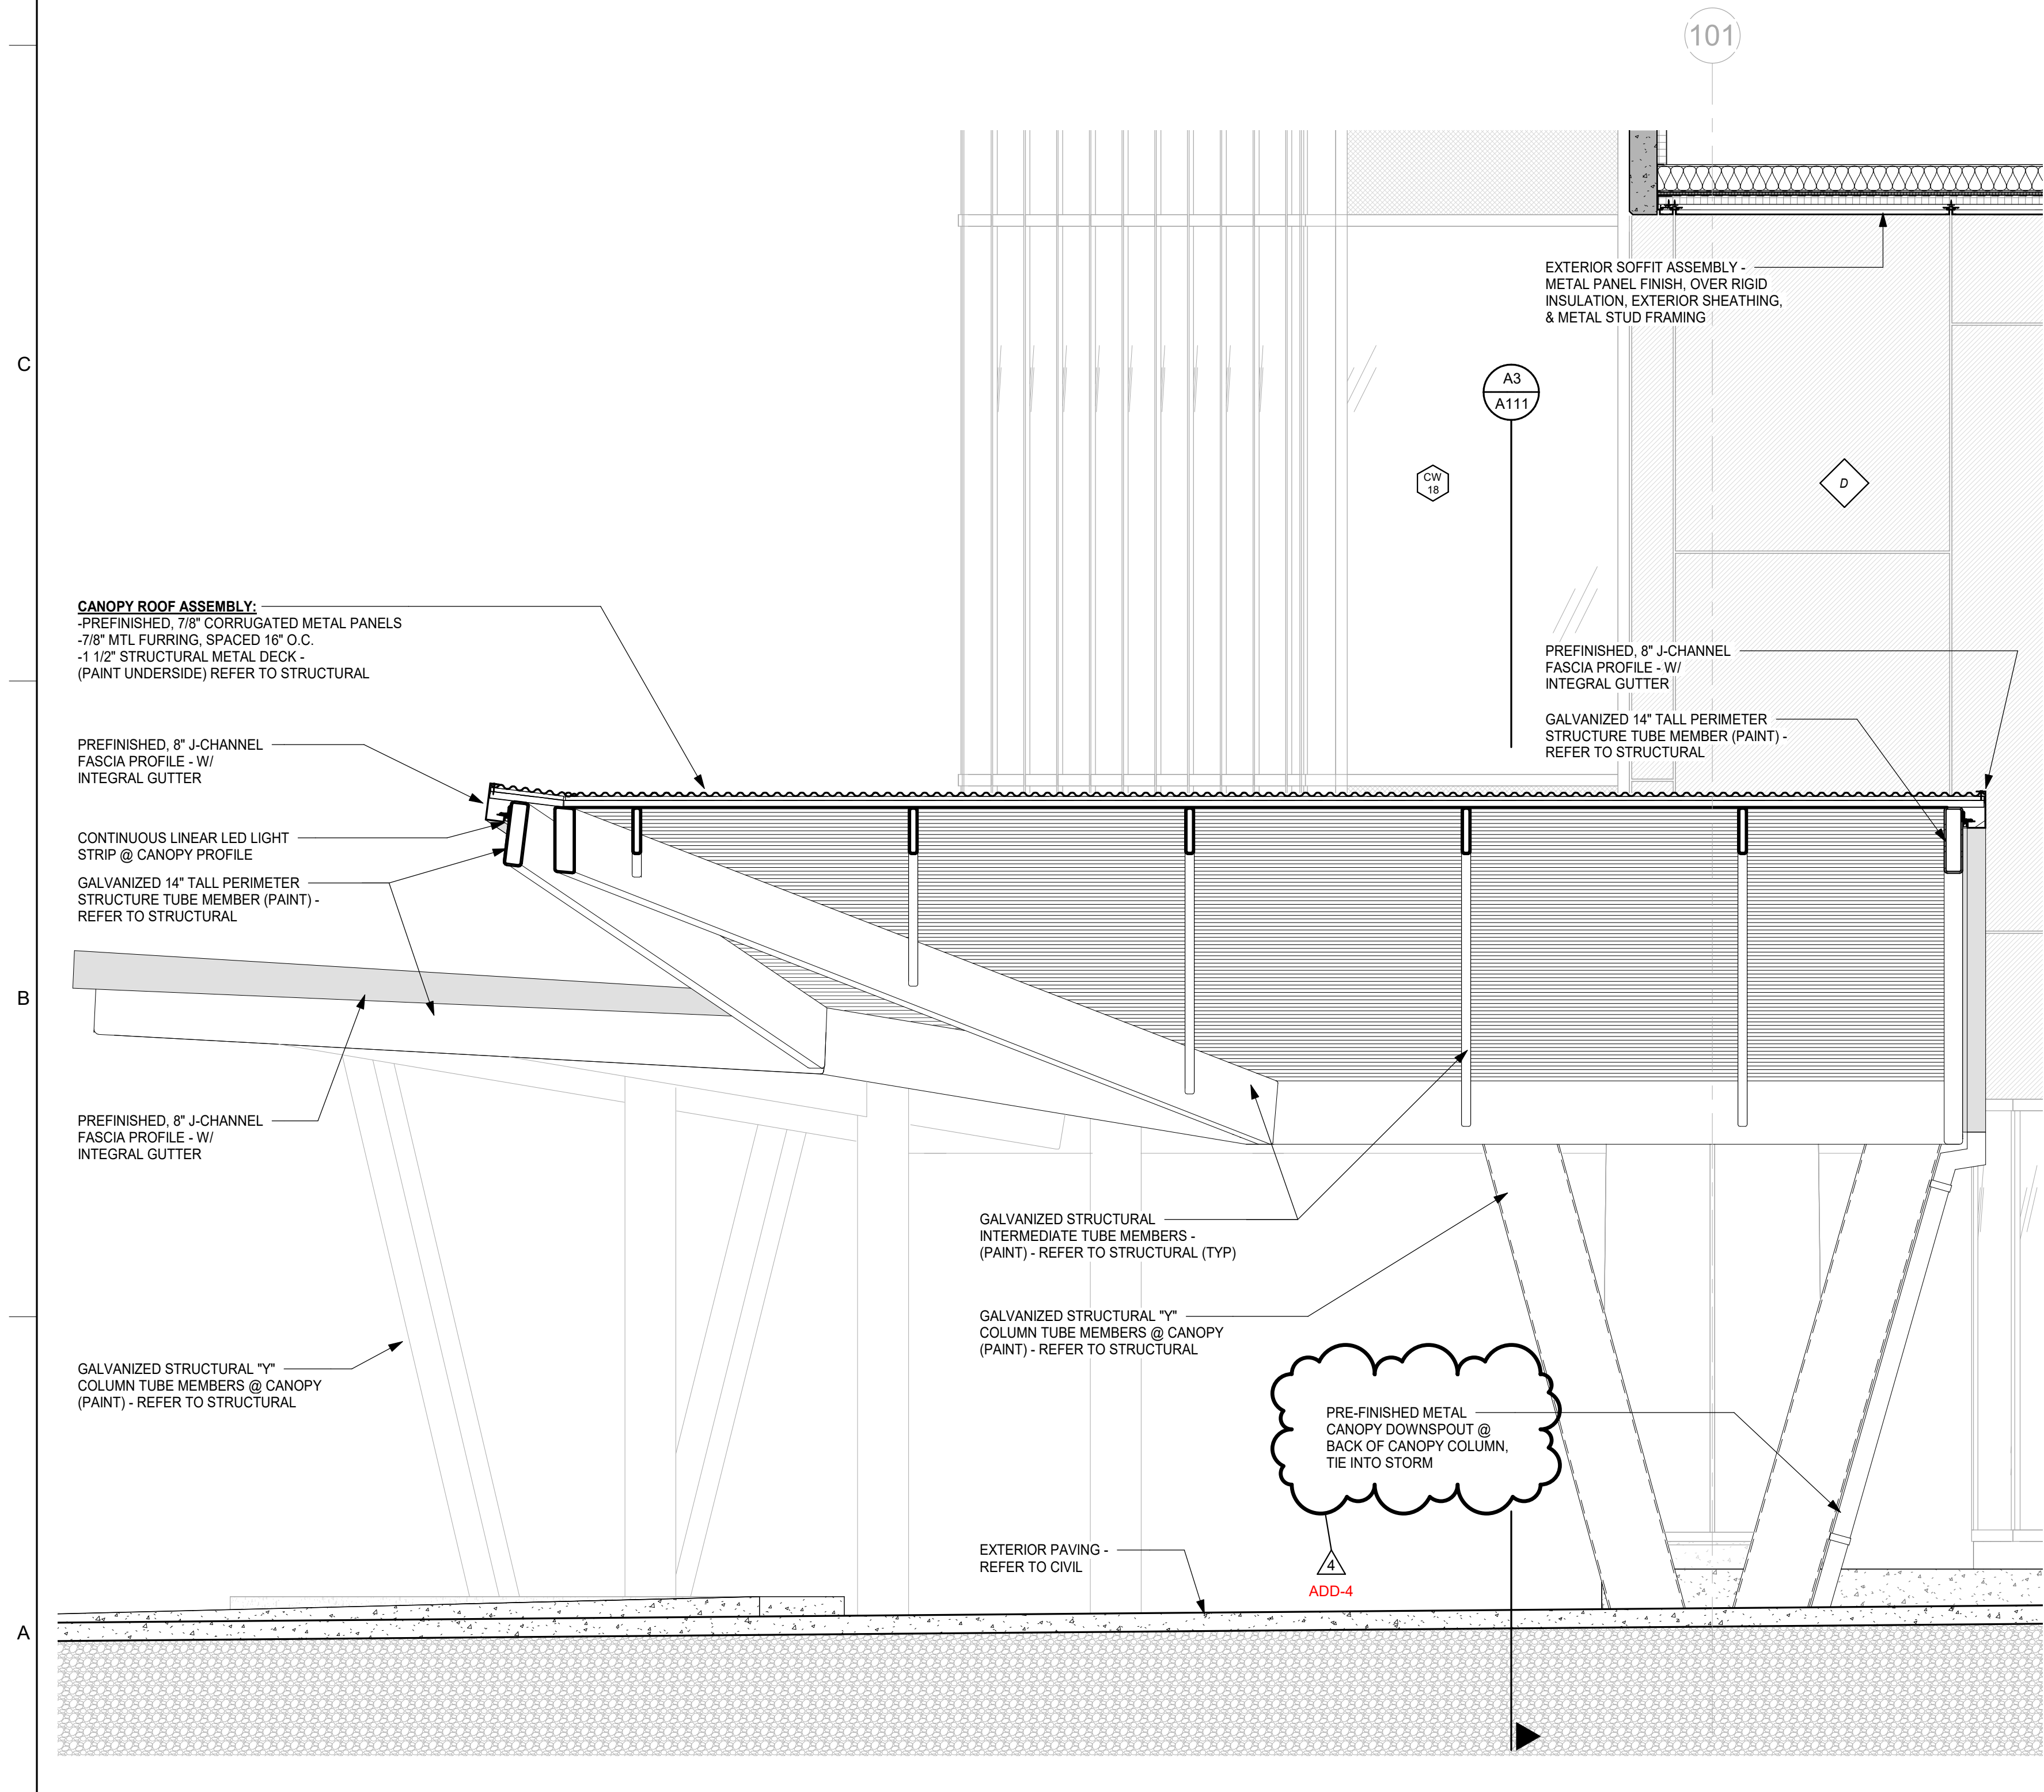 101
EXTERIOR SOFFIT ASSEMBLY -
METAL PANEL FINISH, OVER RIGID
INSULATION, EXTERIOR SHEATHING,
& METAL STUD FRAMING
C
A3
A111
CW
18
D
CANOPY ROOF ASSEMBLY:
-PREFINISHED, 7/8" CORRUGATED METAL PANELS
-7/8" MTL FURRING, SPACED 16" O.C.
-1 1/2" STRUCTURAL METAL DECK -
(PAINT UNDERSIDE) REFER TO STRUCTURAL
PREFINISHED, 8" J-CHANNEL
FASCIA PROFILE - W/
INTEGRAL GUTTER
GALVANIZED 14" TALL PERIMETER
STRUCTURE TUBE MEMBER (PAINT) -
REFER TO STRUCTURAL
PREFINISHED, 8" J-CHANNEL
FASCIA PROFILE - W/
INTEGRAL GUTTER
CONTINUOUS LINEAR LED LIGHT
STRIP @ CANOPY PROFILE
GALVANIZED 14" TALL PERIMETER
STRUCTURE TUBE MEMBER (PAINT) -
REFER TO STRUCTURAL
B
PREFINISHED, 8" J-CHANNEL
FASCIA PROFILE - W/
INTEGRAL GUTTER
GALVANIZED STRUCTURAL
INTERMEDIATE TUBE MEMBERS -
(PAINT) - REFER TO STRUCTURAL (TYP)
GALVANIZED STRUCTURAL "Y"
COLUMN TUBE MEMBERS @ CANOPY
(PAINT) - REFER TO STRUCTURAL
GALVANIZED STRUCTURAL "Y"
COLUMN TUBE MEMBERS @ CANOPY
(PAINT) - REFER TO STRUCTURAL
PRE-FINISHED METAL
CANOPY DOWNSPOUT @
BACK OF CANOPY COLUMN,
TIE INTO STORM
EXTERIOR PAVING -
REFER TO CIVIL
4
ADD-4
A